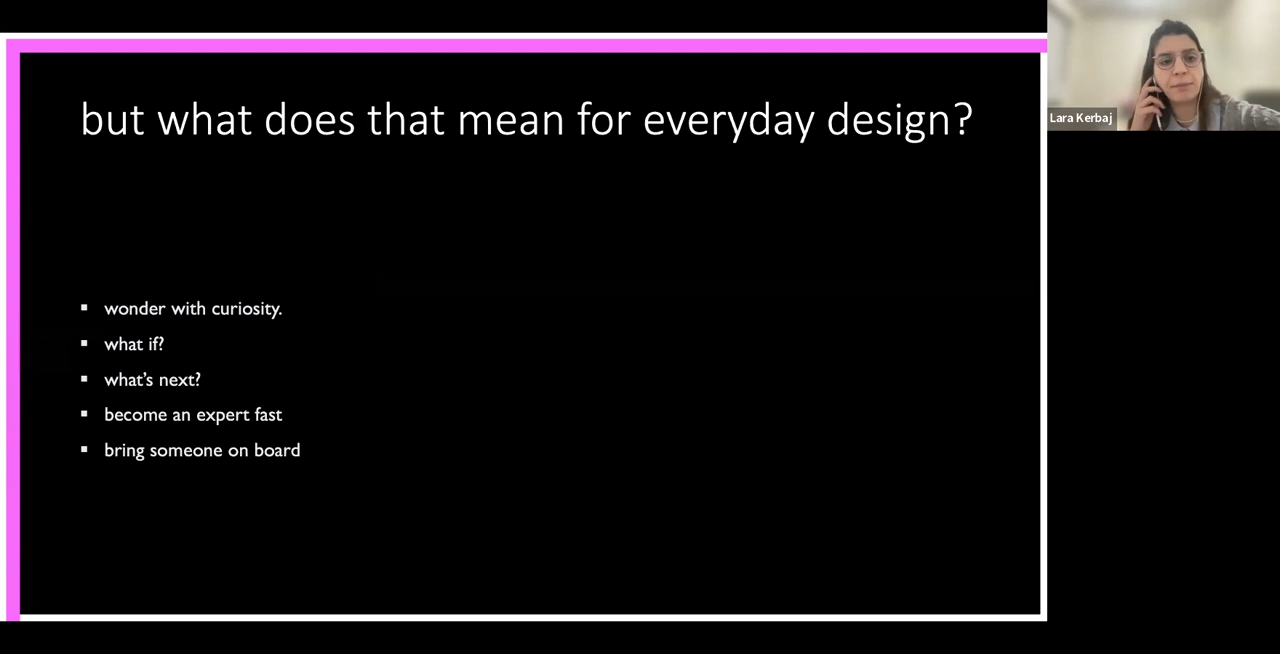 but what does that mean for everyday design?
wonder with curiosity.
what if?
what's next?
become an expert fast
bring someone on board
Lara Kerbaj